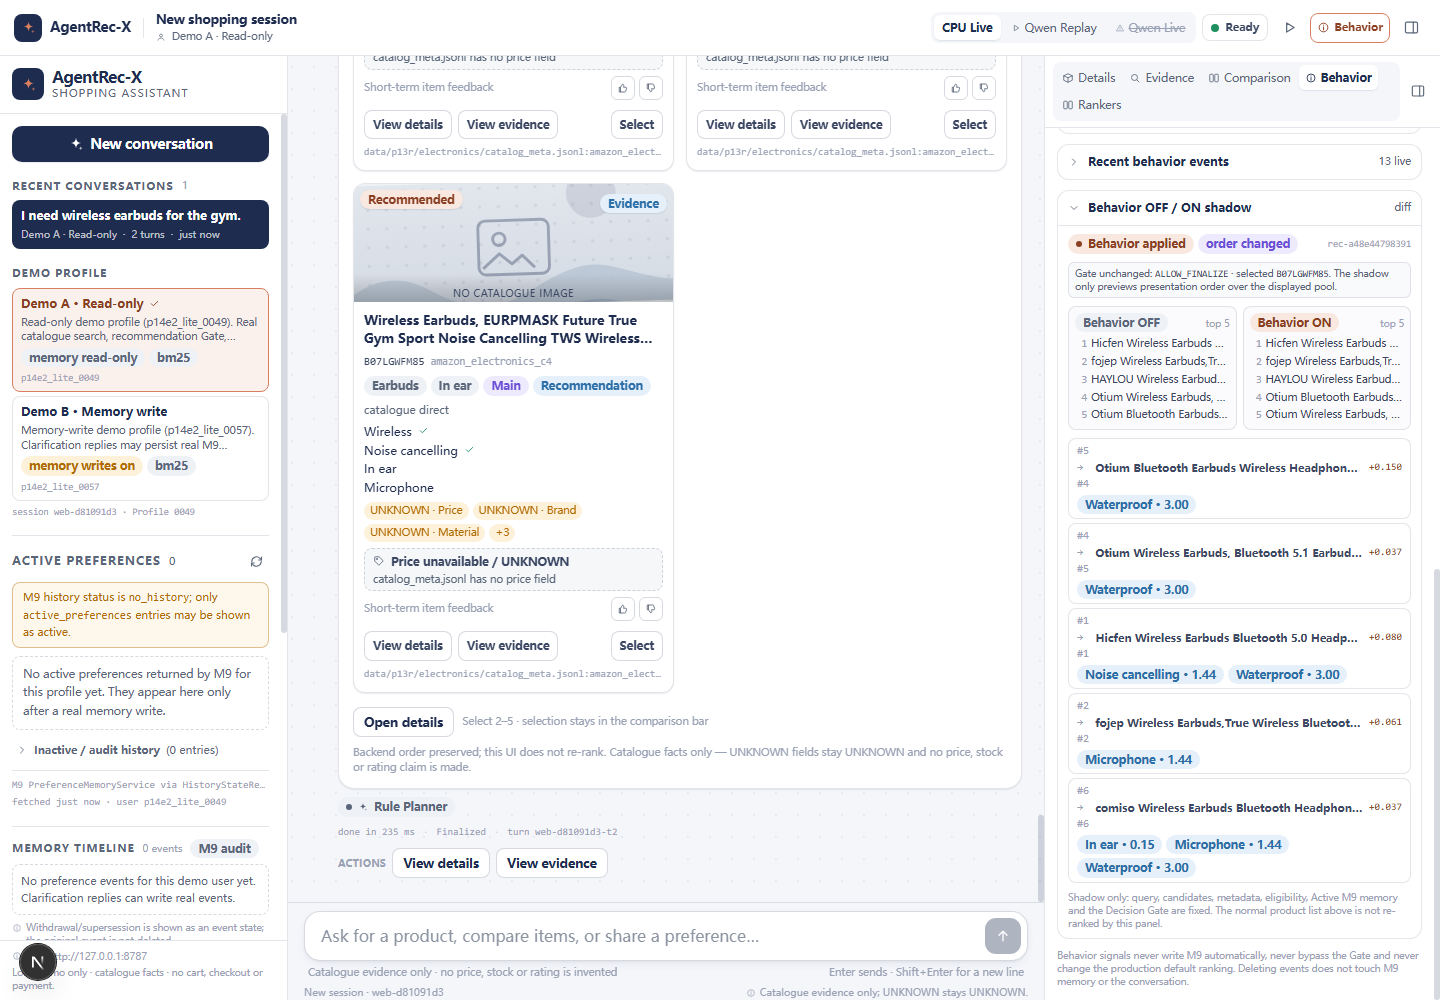 AgentRec-X
New shopping session
Demo A · Read-only
CPU Live
Qwen Replay
Qwen Live
Ready
Behavior
AgentRec-X
SHOPPING ASSISTANT
New conversation
RECENT CONVERSATIONS 1
I need wireless earbuds for the gym.
Demo A · Read-only · 2 turns · just now
DEMO PROFILE
Demo A • Read-only
Read-only demo profile (p14e2_lite_0049). Real
catalogue search, recommendation Gate,...
memory read-only
bm25
p14e2_lite_0049
Demo B • Memory write
Memory-write demo profile (p14e2_lite_0057).
Clarification replies may persist real M9...
memory writes on
bm25
p14e2_lite_0057
session web-d81091d3 · Profile 0049
ACTIVE PREFERENCES 0
M9 history status is no_history; only
active_preferences entries may be shown
as active.
No active preferences returned by M9 for
this profile yet. They appear here only
after a real memory write.
Inactive / audit history (0 entries)
M9 PreferenceMemoryService via HistoryStateRe…
fetched just now · user p14e2_lite_0049
MEMORY TIMELINE 0 events M9 audit
No preference events for this demo user yet.
Clarification replies can write real events.
Withdrawal/supersession is shown as an event state;
ttp://127.0.0.1:8787
no only · catalogue facts · no cart, checkout or
payment.
N
catalog_meta.jsonl has no price field
Short-term item feedback
View details
View evidence
Select
data/p13r/electronics/catalog_meta.jsonl:amazon_elect…
catalog_meta.jsonl has no price field
Short-term item feedback
View details
View evidence
Select
data/p13r/electronics/catalog_meta.jsonl:amazon_elect…
Recommended
Evidence
NO CATALOGUE IMAGE
Wireless Earbuds, EURPMASK Future True
Gym Sport Noise Cancelling TWS Wireless...
B07LGWFM85 amazon_electronics_c4
Earbuds
In ear
Main
Recommendation
catalogue direct
Wireless
Noise cancelling
In ear
Microphone
UNKNOWN · Price
UNKNOWN · Brand
UNKNOWN · Material
+3
Price unavailable / UNKNOWN
catalog_meta.jsonl has no price field
Short-term item feedback
View details
View evidence
Select
data/p13r/electronics/catalog_meta.jsonl:amazon_elect…
Open details
Select 2–5 · selection stays in the comparison bar
Backend order preserved; this UI does not re-rank. Catalogue facts only — UNKNOWN fields stay UNKNOWN and no price, stock
or rating claim is made.
Rule Planner
done in 235 ms · Finalized · turn web-d81091d3-t2
ACTIONS
View details
View evidence
Ask for a product, compare items, or share a preference...
Catalogue evidence only · no price, stock or rating is invented
Enter sends · Shift+Enter for a new line
New session · web-d81091d3
Catalogue evidence only; UNKNOWN stays UNKNOWN.
Details
Evidence
Comparison
Behavior
Rankers
Recent behavior events
13 live
Behavior OFF / ON shadow
diff
Behavior applied
order changed
rec-a48e44798391
Gate unchanged: ALLOW_FINALIZE · selected B07LGWFM85. The shadow
only previews presentation order over the displayed pool.
Behavior OFF
top 5
1 Hicfen Wireless Earbuds ...
2 fojep Wireless Earbuds,Tr...
3 HAYLOU Wireless Earbud...
4 Otium Wireless Earbuds, ...
5 Otium Bluetooth Earbuds...
Behavior ON
top 5
1 Hicfen Wireless Earbuds ...
2 fojep Wireless Earbuds,Tr...
3 HAYLOU Wireless Earbud...
4 Otium Bluetooth Earbuds...
5 Otium Wireless Earbuds, ...
#5
→ Otium Bluetooth Earbuds Wireless Headphon... +0.150
#4
Waterproof • 3.00
#4
→ Otium Wireless Earbuds, Bluetooth 5.1 Earbud... +0.037
#5
Waterproof • 3.00
#1
→ Hicfen Wireless Earbuds Bluetooth 5.0 Headp... +0.080
#1
Noise cancelling • 1.44
Waterproof • 3.00
#2
→ fojep Wireless Earbuds,True Wireless Bluetoot... +0.061
#2
Microphone • 1.44
#6
→ comiso Wireless Earbuds Bluetooth Headphon... +0.037
#6
In ear • 0.15
Microphone • 1.44
Waterproof • 3.00
Shadow only: query, candidates, metadata, eligibility, Active M9 memory
and the Decision Gate are fixed. The normal product list above is not re-
ranked by this panel.
Behavior signals never write M9 automatically, never bypass the Gate and never
change the production default ranking. Deleting events does not touch M9
memory or the conversation.